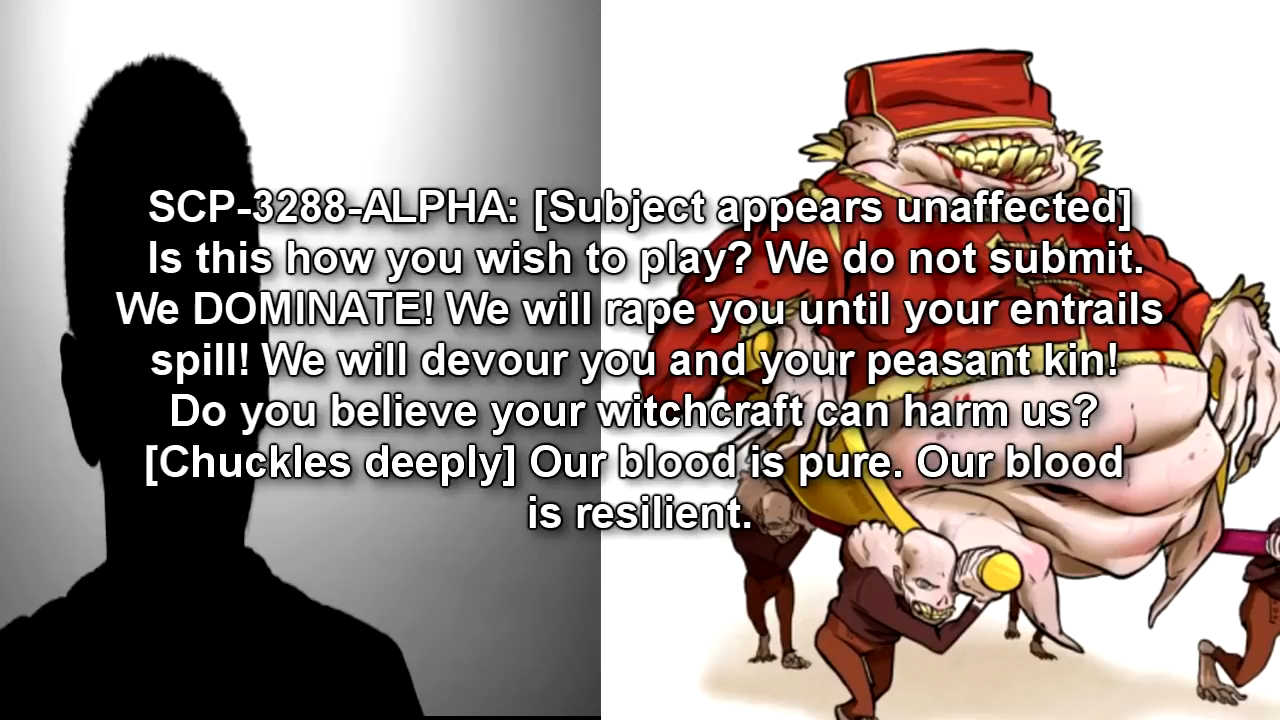 SCP-3288-ALPHA: [Subject appears unaffected]
Is this how you wish to play? We do not submit.
We DOMINATE! We will rape you until your entrails
spill! We will devour you and your peasant kin!
Do you believe your witchcraft can harm us?
[Chuckles deeply] Our blood is pure. Our blood
is resilient.